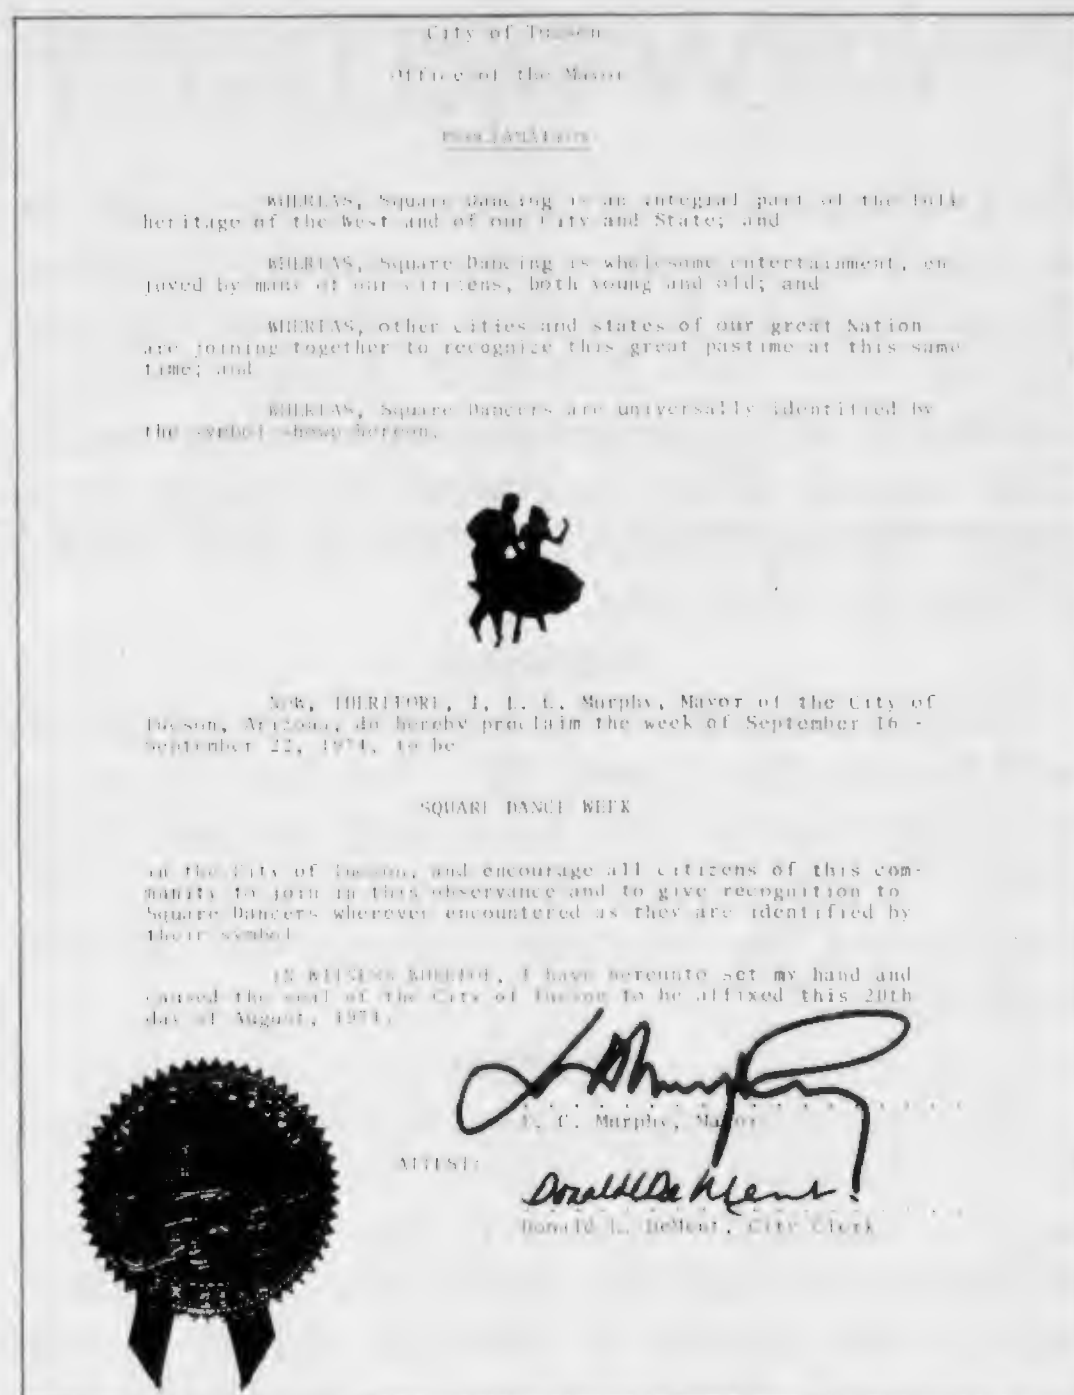 City of Tucson
Office of the Mayor
PROCLAMATION
WHEREAS, Square Dancing is an integral part of the folk
heritage of the West and of our City and State; and
WHEREAS, Square Dancing is wholesome entertainment, en
joyed by many of our citizens, both young and old; and
WHEREAS, other cities and states of our great Nation
are joining together to recognize this great pastime at this same
time; and
WHEREAS, Square Dancers are universally identified by
the symbol shown hereon.
NOW, THEREFORE, I, L. C. Murphy, Mayor of the City of
Tucson, Arizona, do hereby proclaim the week of September 16 -
September 22, 1974, to be
SQUARE DANCE WEEK
in the City of Tucson, and encourage all citizens of this com-
munity to join in this observance and to give recognition to
Square Dancers wherever encountered as they are identified by
their symbol
IN WITNESS WHEREOF, I have hereunto set my hand and
caused the seal of the City of Tucson to be affixed this 20th
day of August, 1974.
L. C. Murphy, Mayor
ATTEST:
Donald L. DeMent, City Clerk